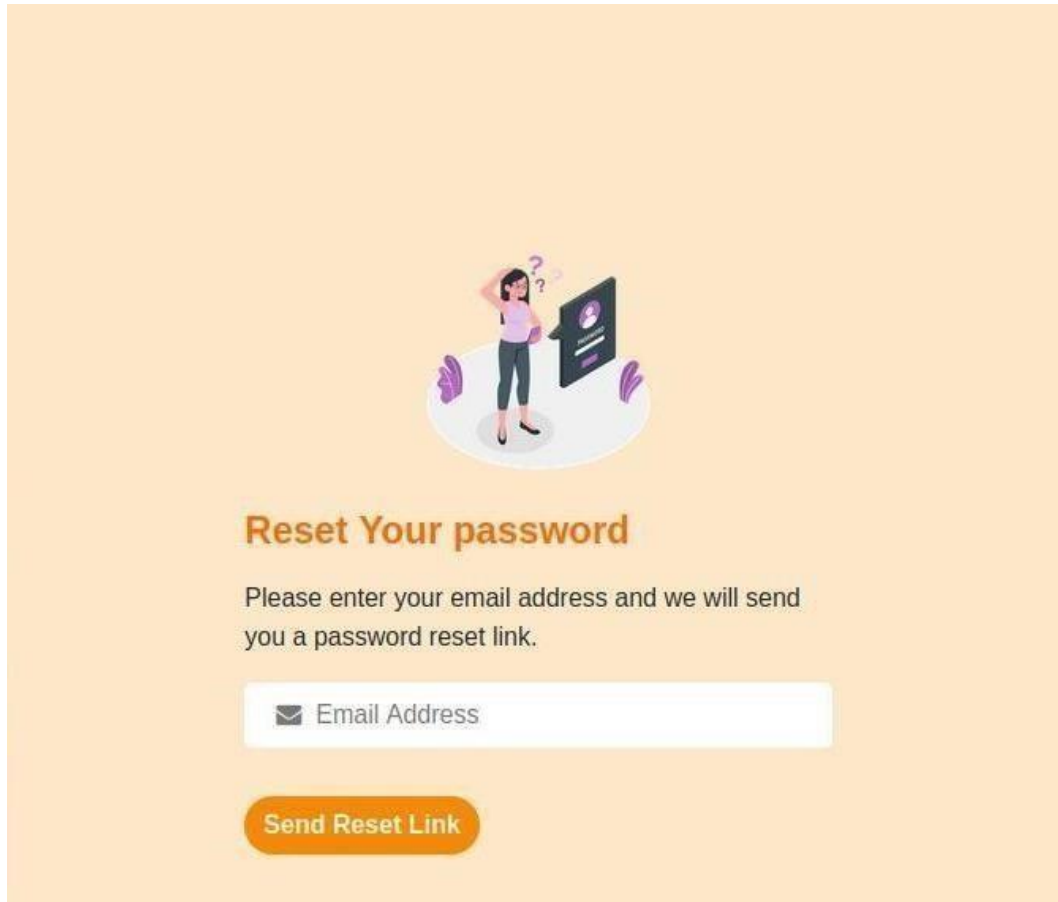 ? ? ?
PASSWORD
Reset Your password
Please enter your email address and we will send
you a password reset link.
Email Address
Send Reset Link